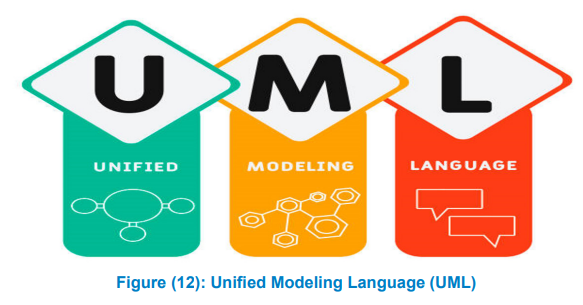 U M L
UNIFIED MODELING LANGUAGE
Figure (12): Unified Modeling Language (UML)